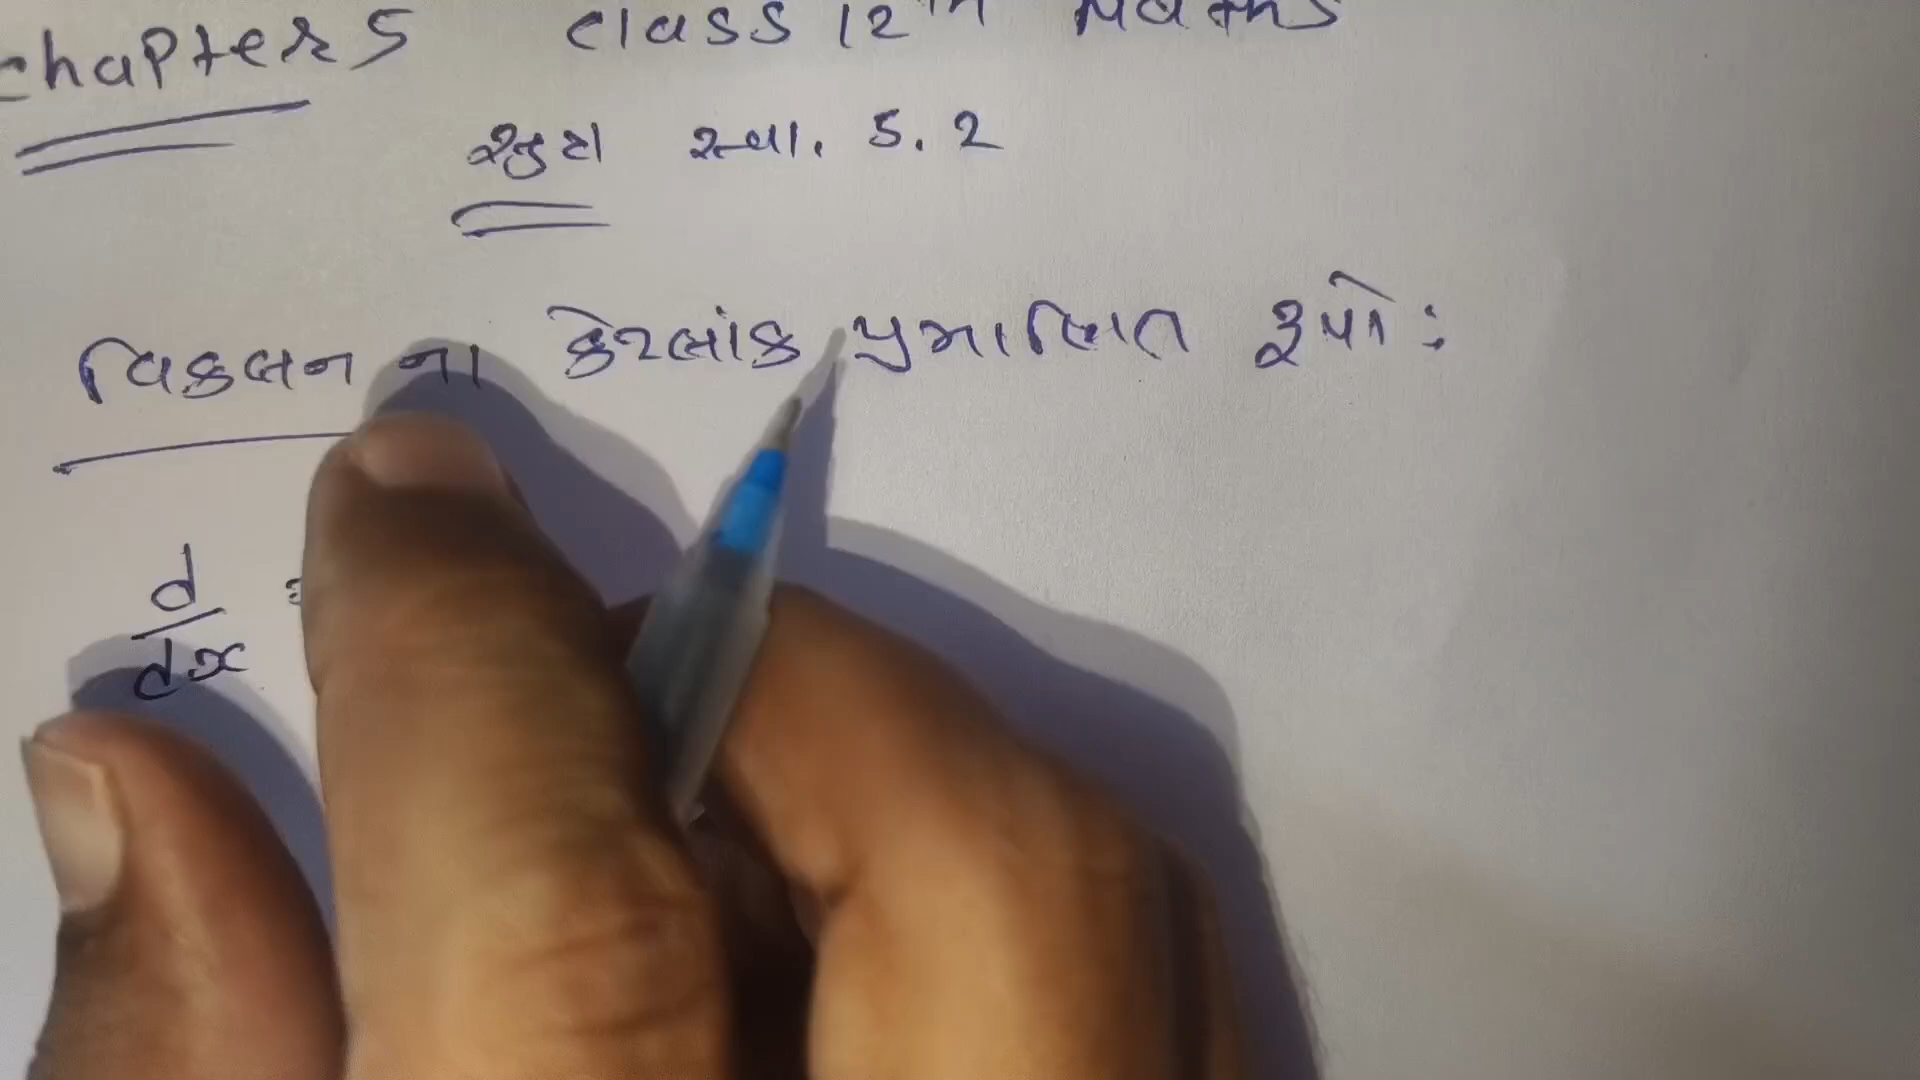 Chapter 5 class 12th Maths
સ્વા. 5.2
વિકલન ના કેટલાંક પ્રમાણિત રૂપો :
d
dx